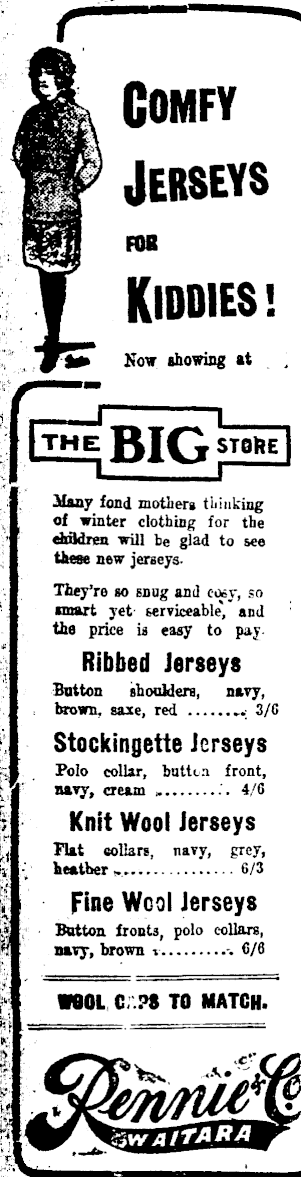 COMFY
JERSEYS
FOR
KIDDIES!
Now showing at
THE BIG STORE
Many fond mothers thinking
of winter clothing for the
children will be glad to see
these new jerseys.
They're so snug and cosy, so
smart yet serviceable, and
the price is easy to pay.
Ribbed Jerseys
Button shoulders, navy,
brown, saxe, red ........ 3/6
Stockingette Jerseys
Polo collar, button front,
navy, cream .......... 4/6
Knit Wool Jerseys
Flat collars, navy, grey,
heather ................. 6/3
Fine Wool Jerseys
Button fronts, polo collars,
navy, brown ........... 6/6
WOOL CAPS TO MATCH.
Rennie & Co
WAITARA